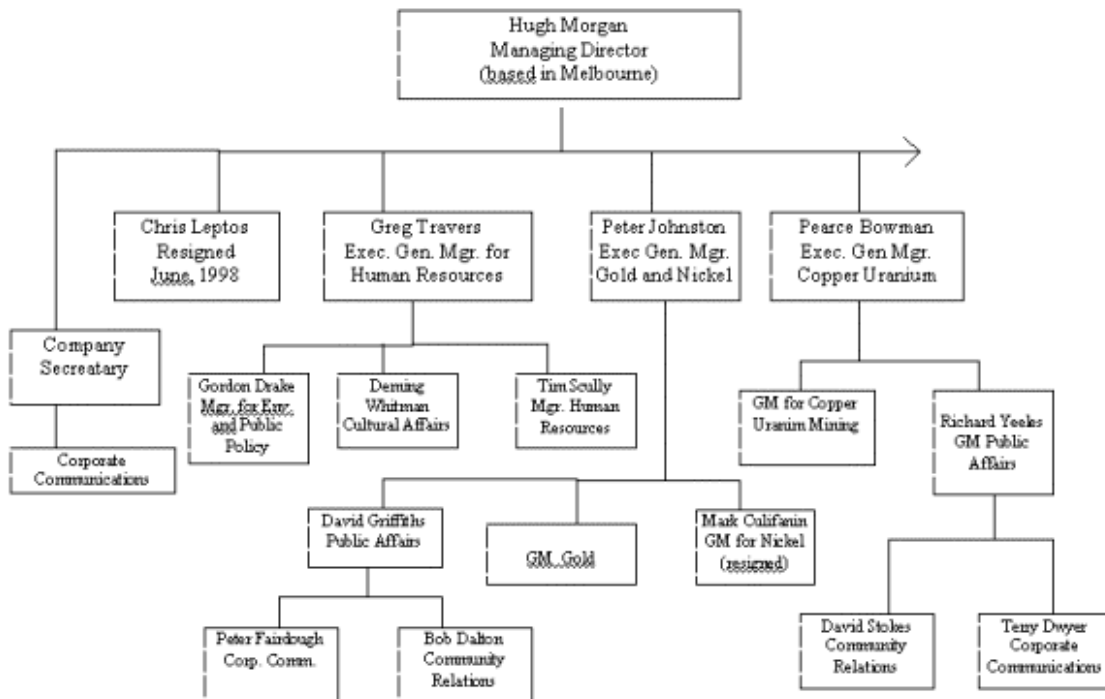 Hugh Morgan
Managing Director
(based in Melbourne)
Chris Leptos
Resigned
June, 1998
Greg Travers
Exec. Gen. Mgr. for
Human Resources
Peter Johnston
Exec Gen. Mgr.
Gold and Nickel
Pearce Bowman
Exec. Gen Mgr.
Copper Uranium
Company
Secreatary
Gordon Drake
Mgr. for Env.
and Public
Policy
Deming
Whitman
Cultural Affairs
Tim Scully
Mgr. Human
Resources
GM for Copper
Uranim Mining
Richard Yeeles
GM Public
Affairs
Corporate
Communications
David Griffiths
Public Affairs
GM. Gold
Mark Culifanin
GM for Nickel
(resigned)
Peter Fairdough
Corp. Comm.
Bob Dalton
Community
Relations
David Stokes
Community
Relations
Terry Dwyer
Corporate
Communications